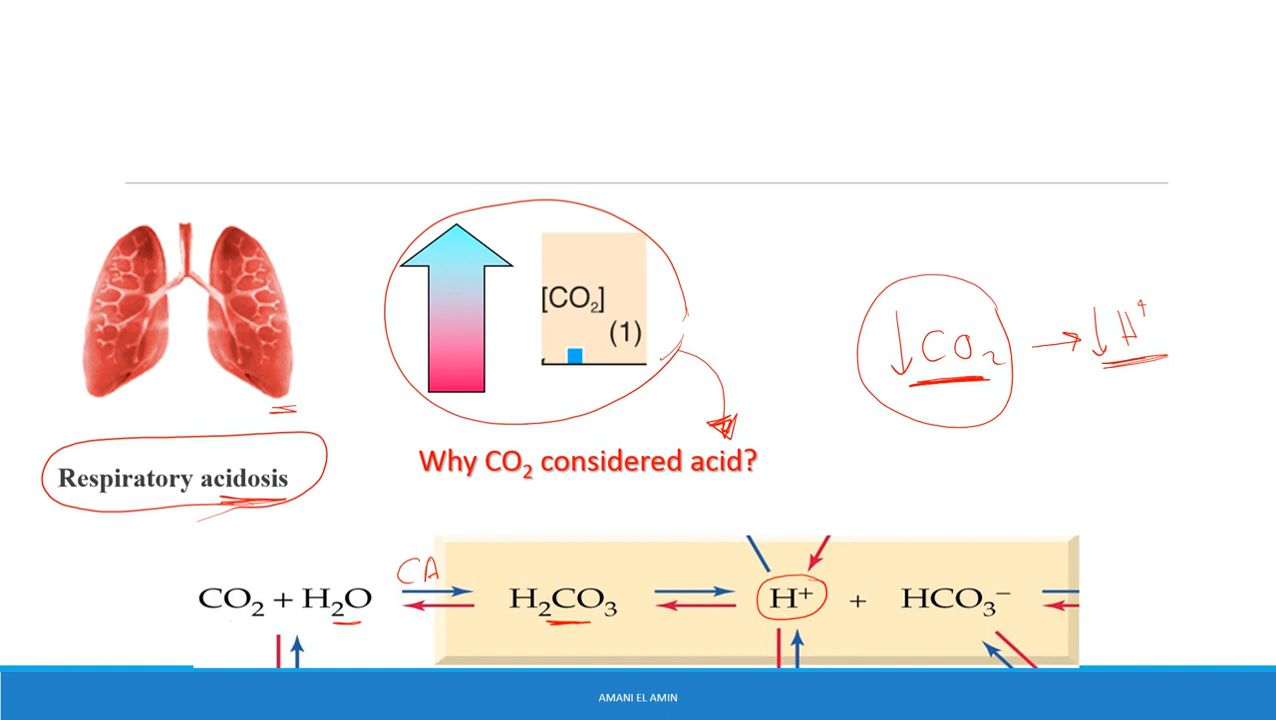 [CO₂]
(1)
↓CO₂ → ↓H⁺
Why CO₂ considered acid?
Respiratory acidosis
CA
CO₂ + H₂O H₂CO₃ H⁺ + HCO₃⁻
AMANI EL AMIN